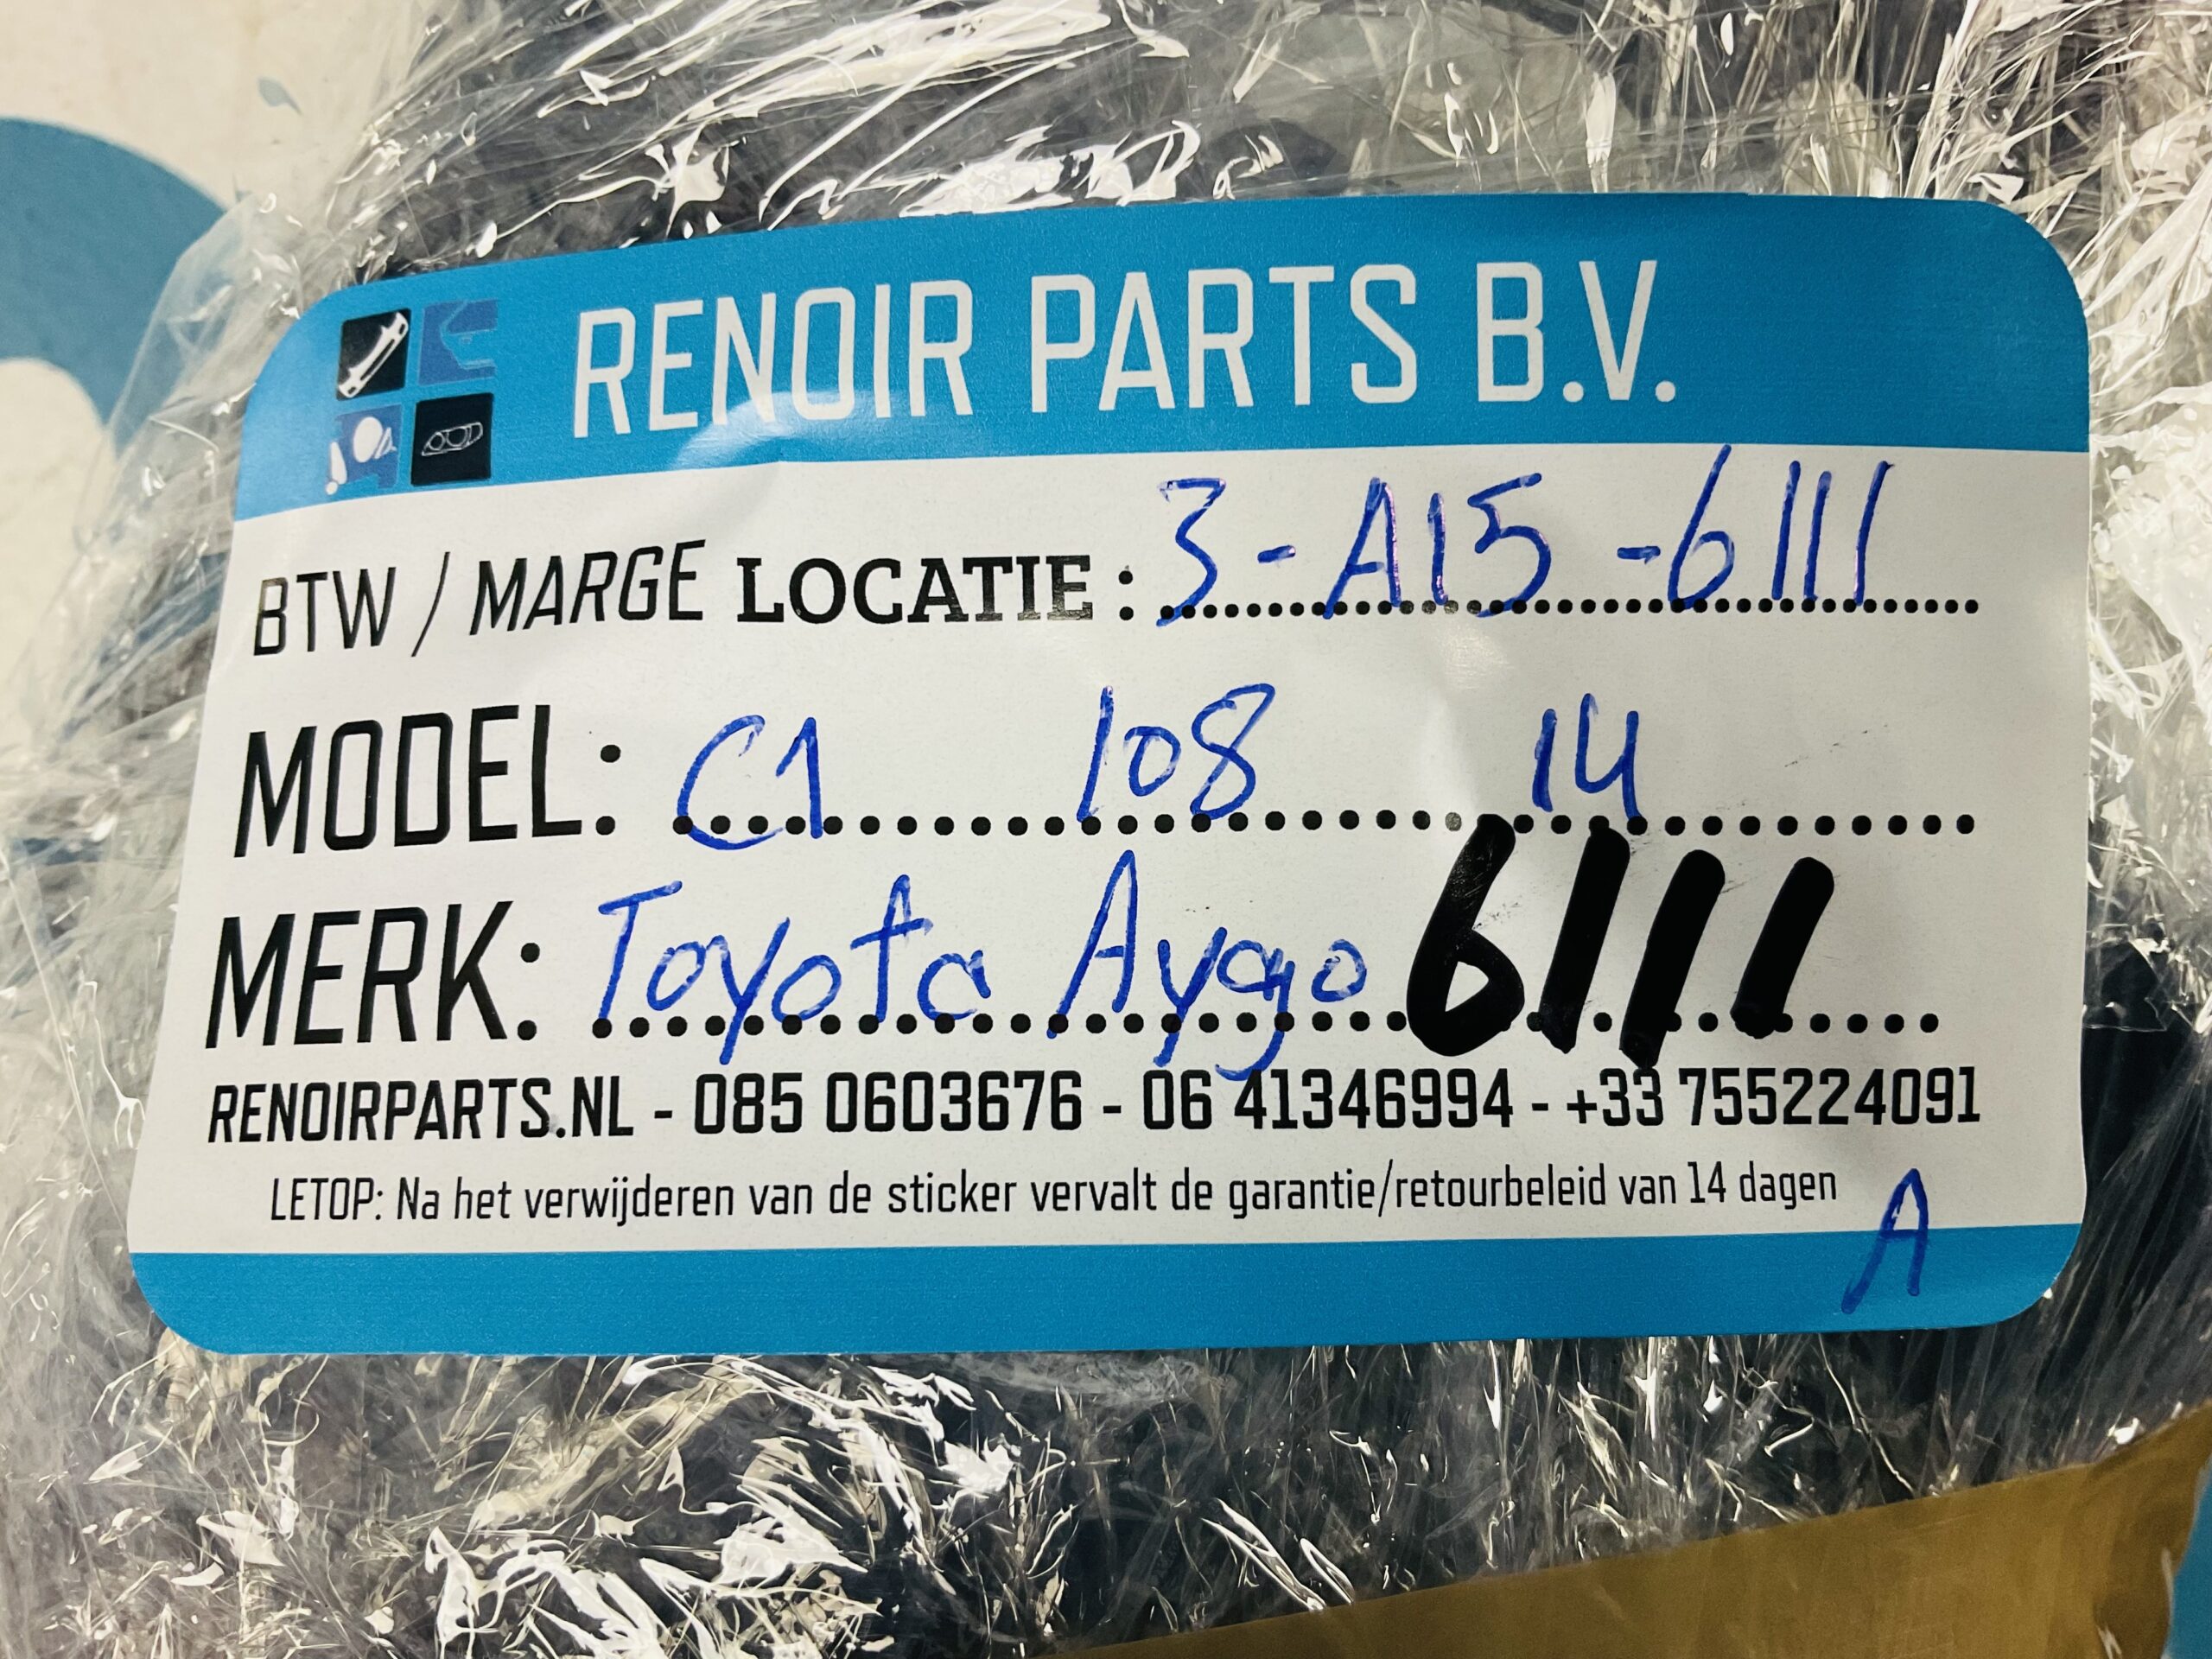 RENOIR PARTS B.V.
BTW / MARGE LOCATIE : 3-A15-6111
MODEL: C1 108 14
MERK: Toyota Aygo 6111
RENOIRPARTS.NL - 085 0603676 - 06 41346994 - +33 755224091
LETOP: Na het verwijderen van de sticker vervalt de garantie/retourbeleid van 14 dagen
A